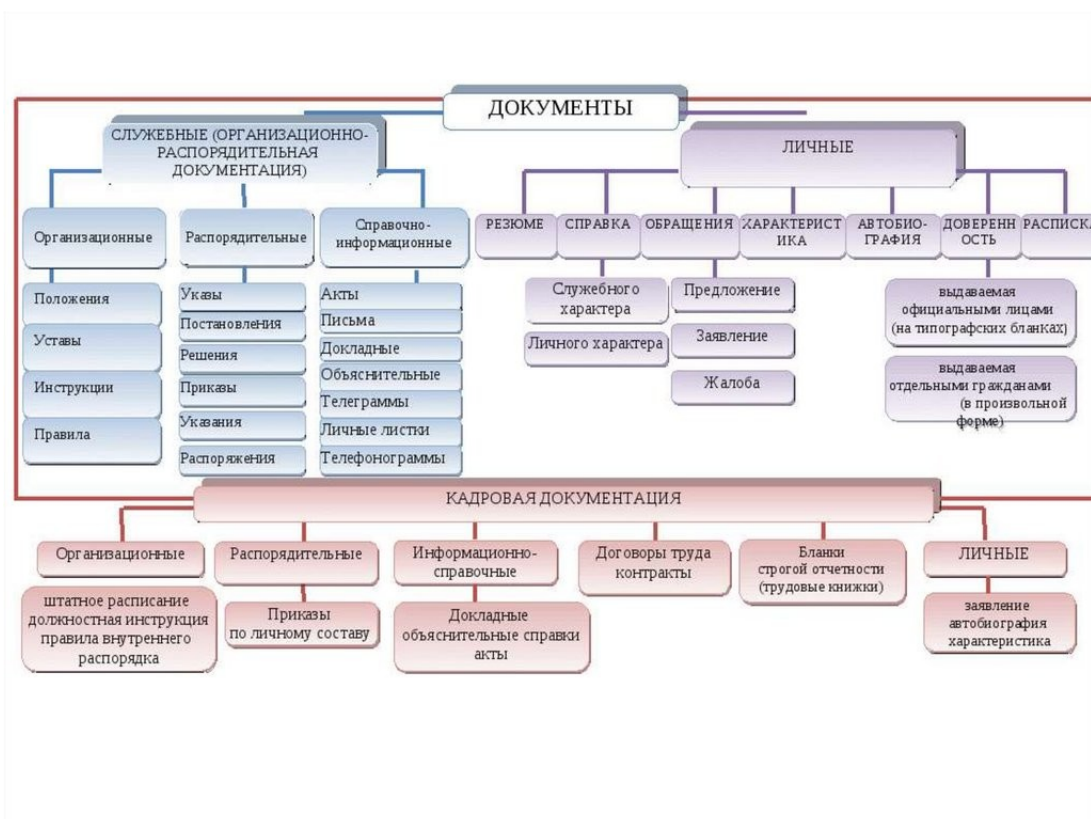 ДОКУМЕНТЫ
СЛУЖЕБНЫЕ (ОРГАНИЗАЦИОННО-
РАСПОРЯДИТЕЛЬНАЯ
ДОКУМЕНТАЦИЯ)
Организационные
Положения
Уставы
Инструкции
Правила
Распорядительные
Указы
Постановления
Решения
Приказы
Указания
Распоряжения
Справочно-
информационные
Акты
Письма
Докладные
Объяснительные
Телеграммы
Личные листки
Телефонограммы
ЛИЧНЫЕ
РЕЗЮМЕ
СПРАВКА
Служебного
характера
Личного характера
ОБРАЩЕНИЯ
Предложение
Заявление
Жалоба
ХАРАКТЕРИСТ
ИКА
АВТОБИО-
ГРАФИЯ
ДОВЕРЕНН
ОСТЬ
выдаваемая
официальными лицами
(на типографских бланках)
выдаваемая
отдельными гражданами
(в произвольной
форме)
РАСПИСКА
КАДРОВАЯ ДОКУМЕНТАЦИЯ
Организационные
штатное расписание
должностная инструкция
правила внутреннего
распорядка
Распорядительные
Приказы
по личному составу
Информационно-
справочные
Докладные
объяснительные справки
акты
Договоры труда
контракты
Бланки
строгой отчетности
(трудовые книжки)
ЛИЧНЫЕ
заявление
автобиография
характеристика